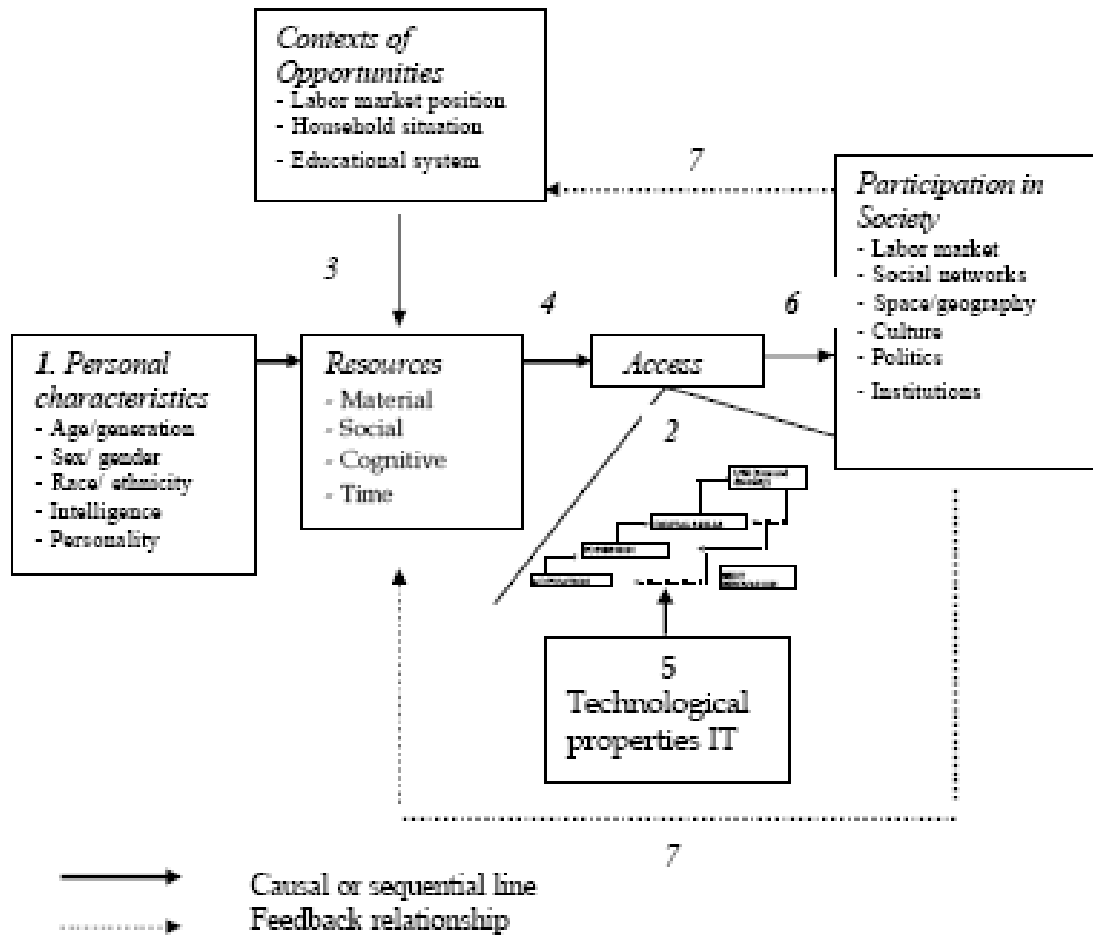 Contexts of
Opportunities
- Labor market position
- Household situation
- Educational system
7
Participation in
Society
- Labor market
- Social networks
- Space/geography
- Culture
- Politics
- Institutions
3
4
6
1. Personal
characteristics
- Age/generation
- Sex/ gender
- Race/ ethnicity
- Intelligence
- Personality
Resources
- Material
- Social
- Cognitive
- Time
Access
2
5
Technological
properties IT
7
Causal or sequential line
Feedback relationship